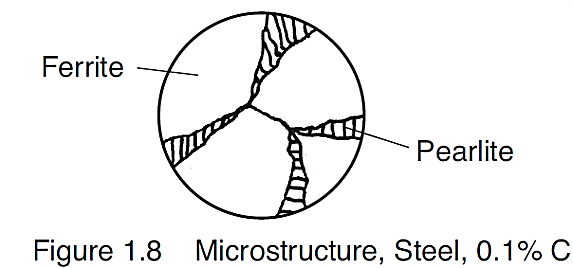 Ferrite
Pearlite
Figure 1.8 Microstructure, Steel, 0.1% C